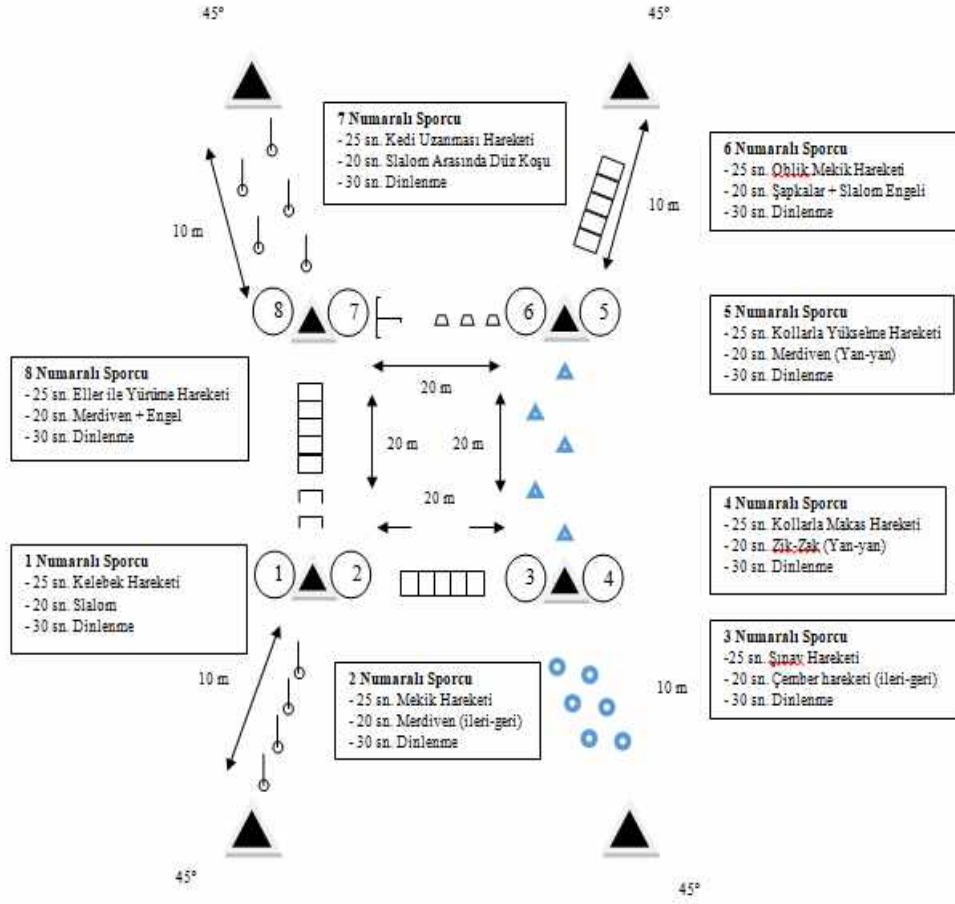 45°
45°
7 Numaralı Sporcu
- 25 sn. Kedi Uzanması Hareketi
- 20 sn. Slalom Arasında Düz Koşu
- 30 sn. Dinlenme
6 Numaralı Sporcu
- 25 sn. Oblik Mekik Hareketi
- 20 sn. Şapkalar + Slalom Engeli
- 30 sn. Dinlenme
10 m
10 m
8
7
6
5
5 Numaralı Sporcu
- 25 sn. Kollarla Yükselme Hareketi
- 20 sn. Merdiven (Yan-yan)
- 30 sn. Dinlenme
8 Numaralı Sporcu
- 25 sn. Eller ile Yürüme Hareketi
- 20 sn. Merdiven + Engel
- 30 sn. Dinlenme
20 m
20 m
20 m
20 m
4 Numaralı Sporcu
- 25 sn. Kollarla Makas Hareketi
- 20 sn. Zik-Zak (Yan-yan)
- 30 sn. Dinlenme
1 Numaralı Sporcu
- 25 sn. Kelebek Hareketi
- 20 sn. Slalom
- 30 sn. Dinlenme
1
2
3
4
3 Numaralı Sporcu
-25 sn. Şınav Hareketi
- 20 sn. Çember hareketi (ileri-geri)
- 30 sn. Dinlenme
10 m
2 Numaralı Sporcu
- 25 sn. Mekik Hareketi
- 20 sn. Merdiven (ileri-geri)
- 30 sn. Dinlenme
10 m
45°
45°